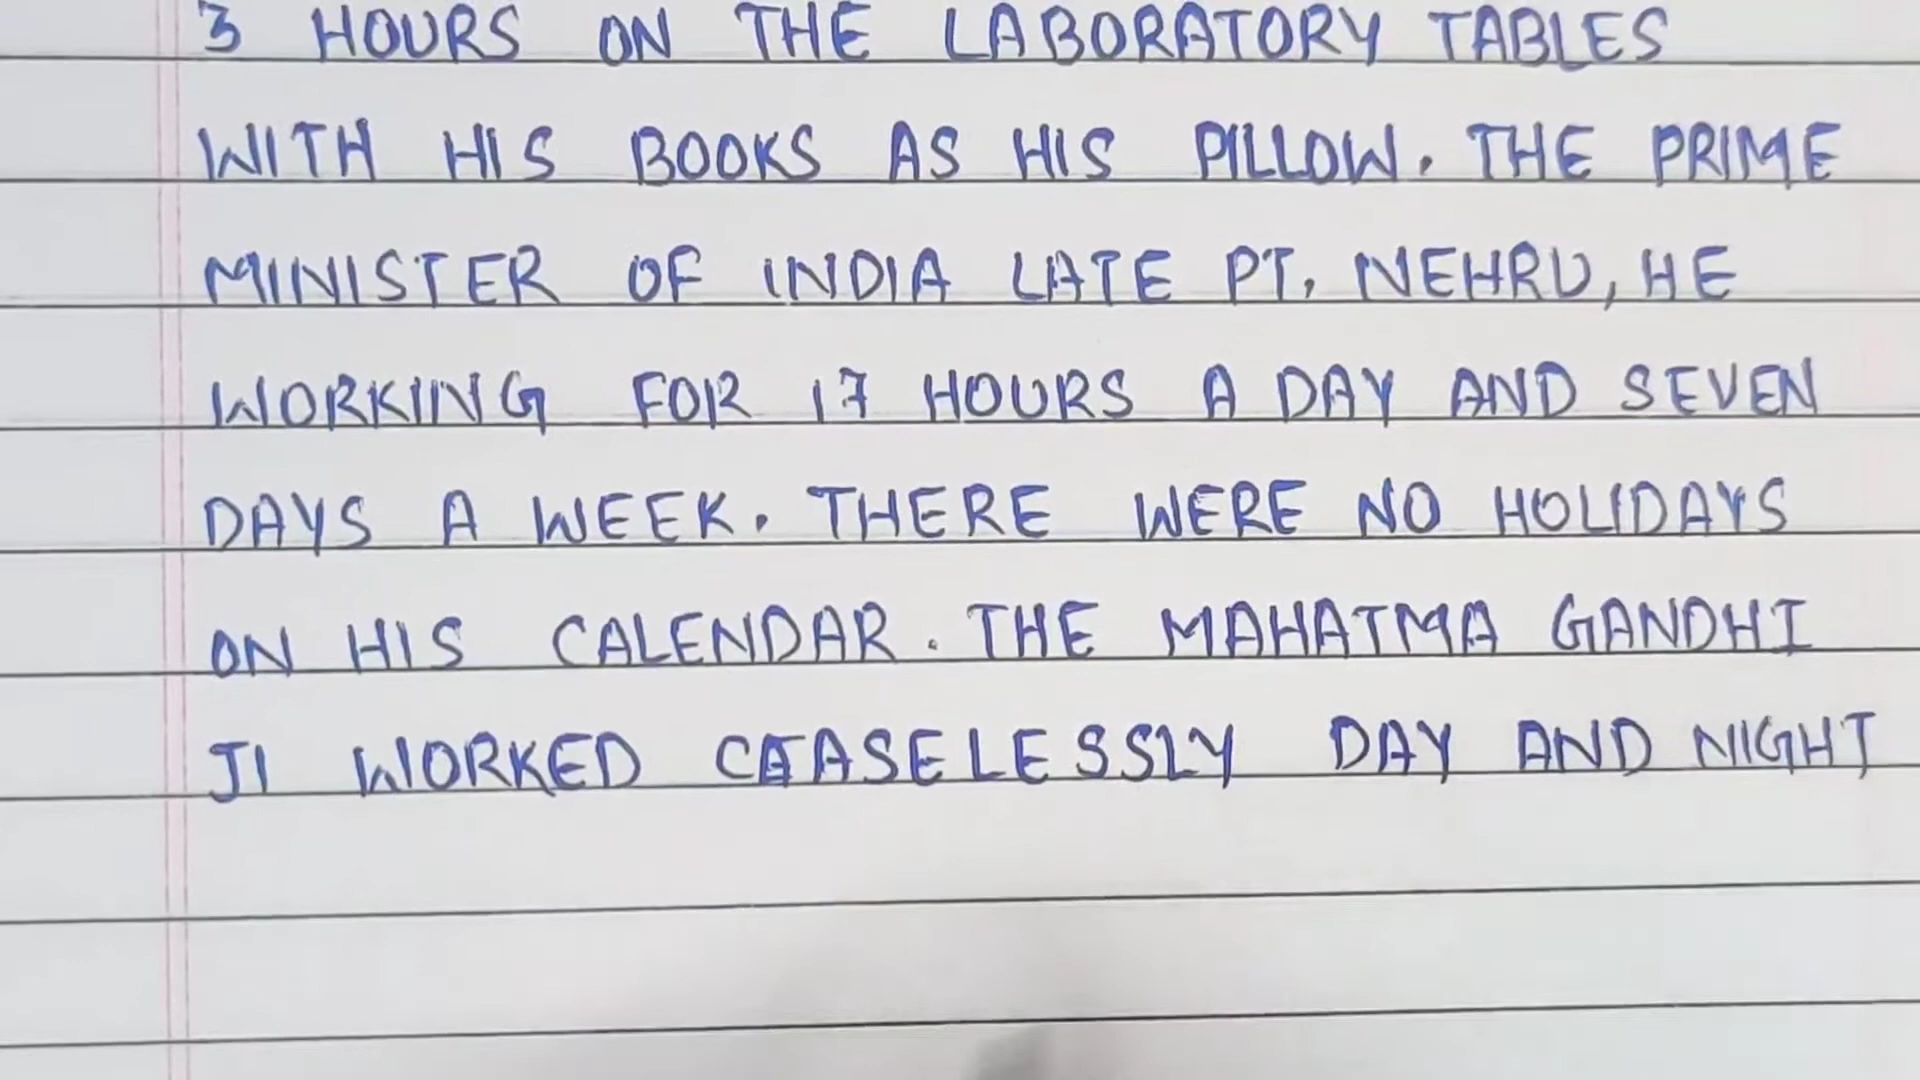 3 HOURS ON THE LABORATORY TABLES
WITH HIS BOOKS AS HIS PILLOW. THE PRIME
MINISTER OF INDIA LATE PT. NEHRU, HE
WORKING FOR 17 HOURS A DAY AND SEVEN
DAYS A WEEK. THERE WERE NO HOLIDAYS
ON HIS CALENDAR. THE MAHATMA GANDHI
JI WORKED CEASELESSLY DAY AND NIGHT